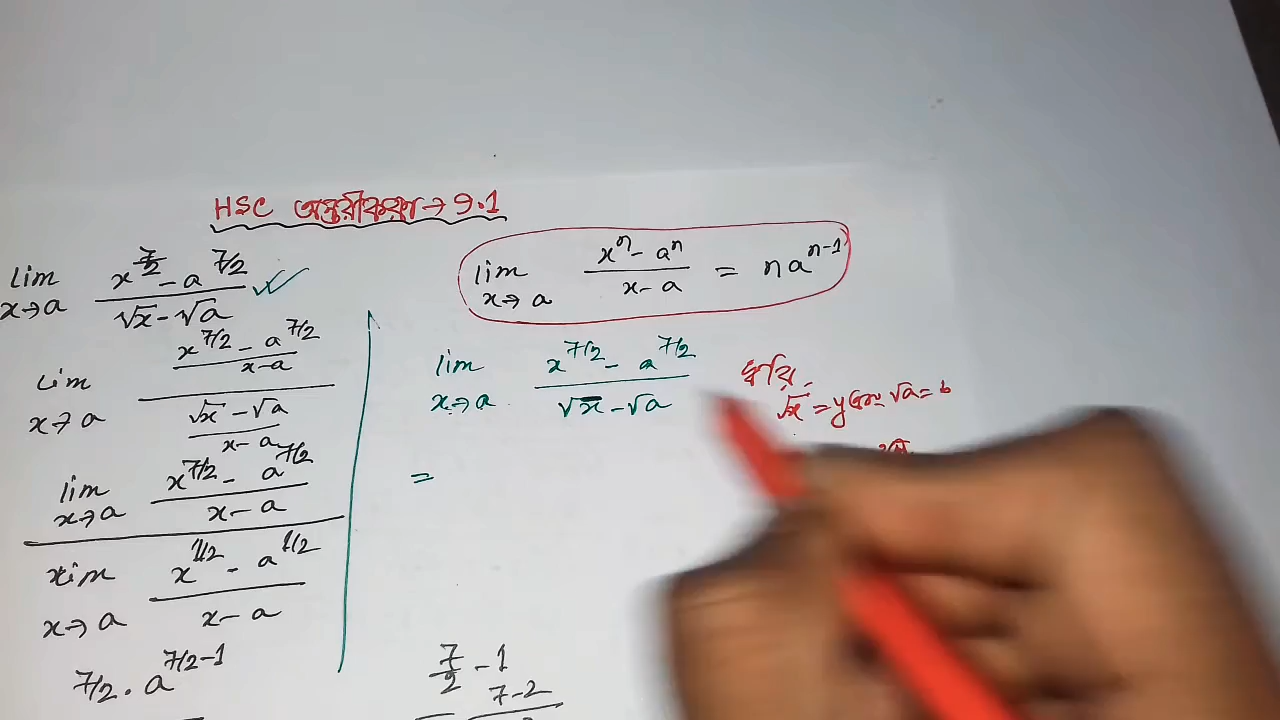 HSC অন্তরীকরণ → 9.1
lim x→a (x^7/2 - a^7/2) / (√x - √a)
lim x→a ((x^7/2 - a^7/2) / (x-a)) / ((√x - √a) / (x-a))
lim x→a (x^7/2 - a^7/2) / (x-a)
lim x→a (x^1/2 - a^1/2) / (x-a)
7/2 . a^7/2-1
lim x→a (x^n - a^n) / (x-a) = na^n-1
lim x→a (x^7/2 - a^7/2) / (√x - √a)
ধরি,
√x = y এবং √a = b
=
7/2 - 1
7-2